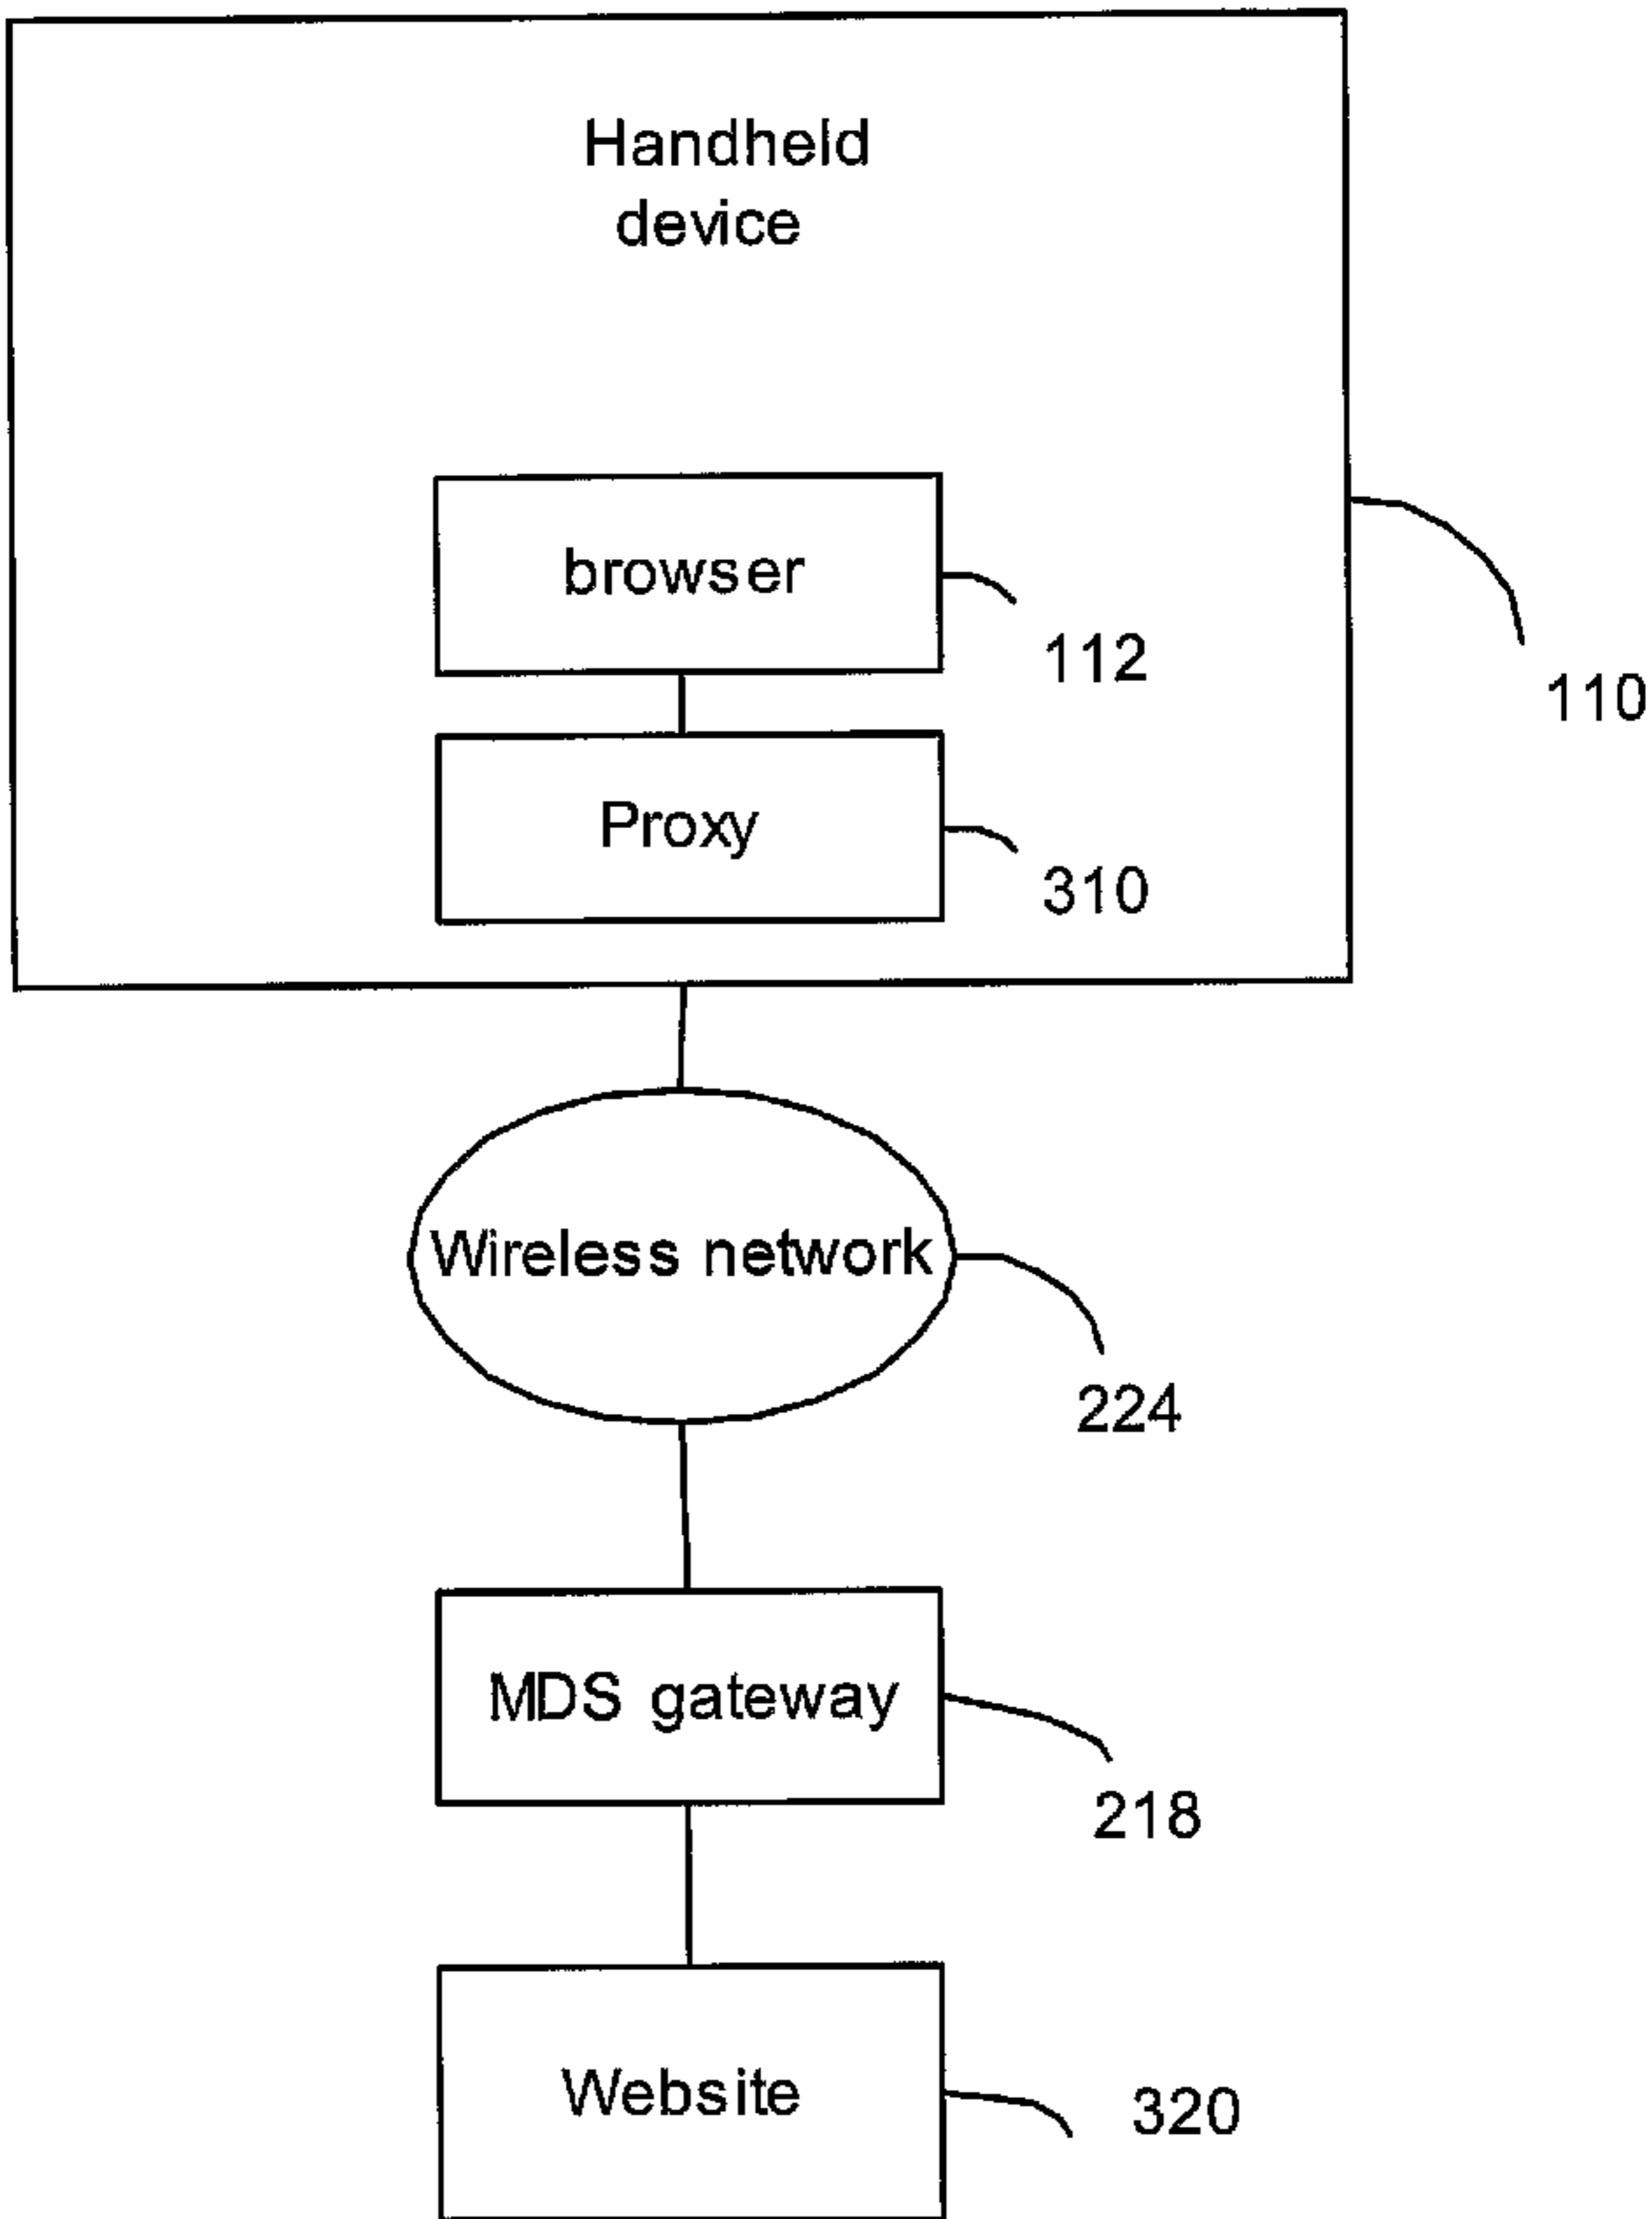 Handheld
device
browser
112
110
Proxy
310
Wireless network
224
MDS gateway
218
Website
320